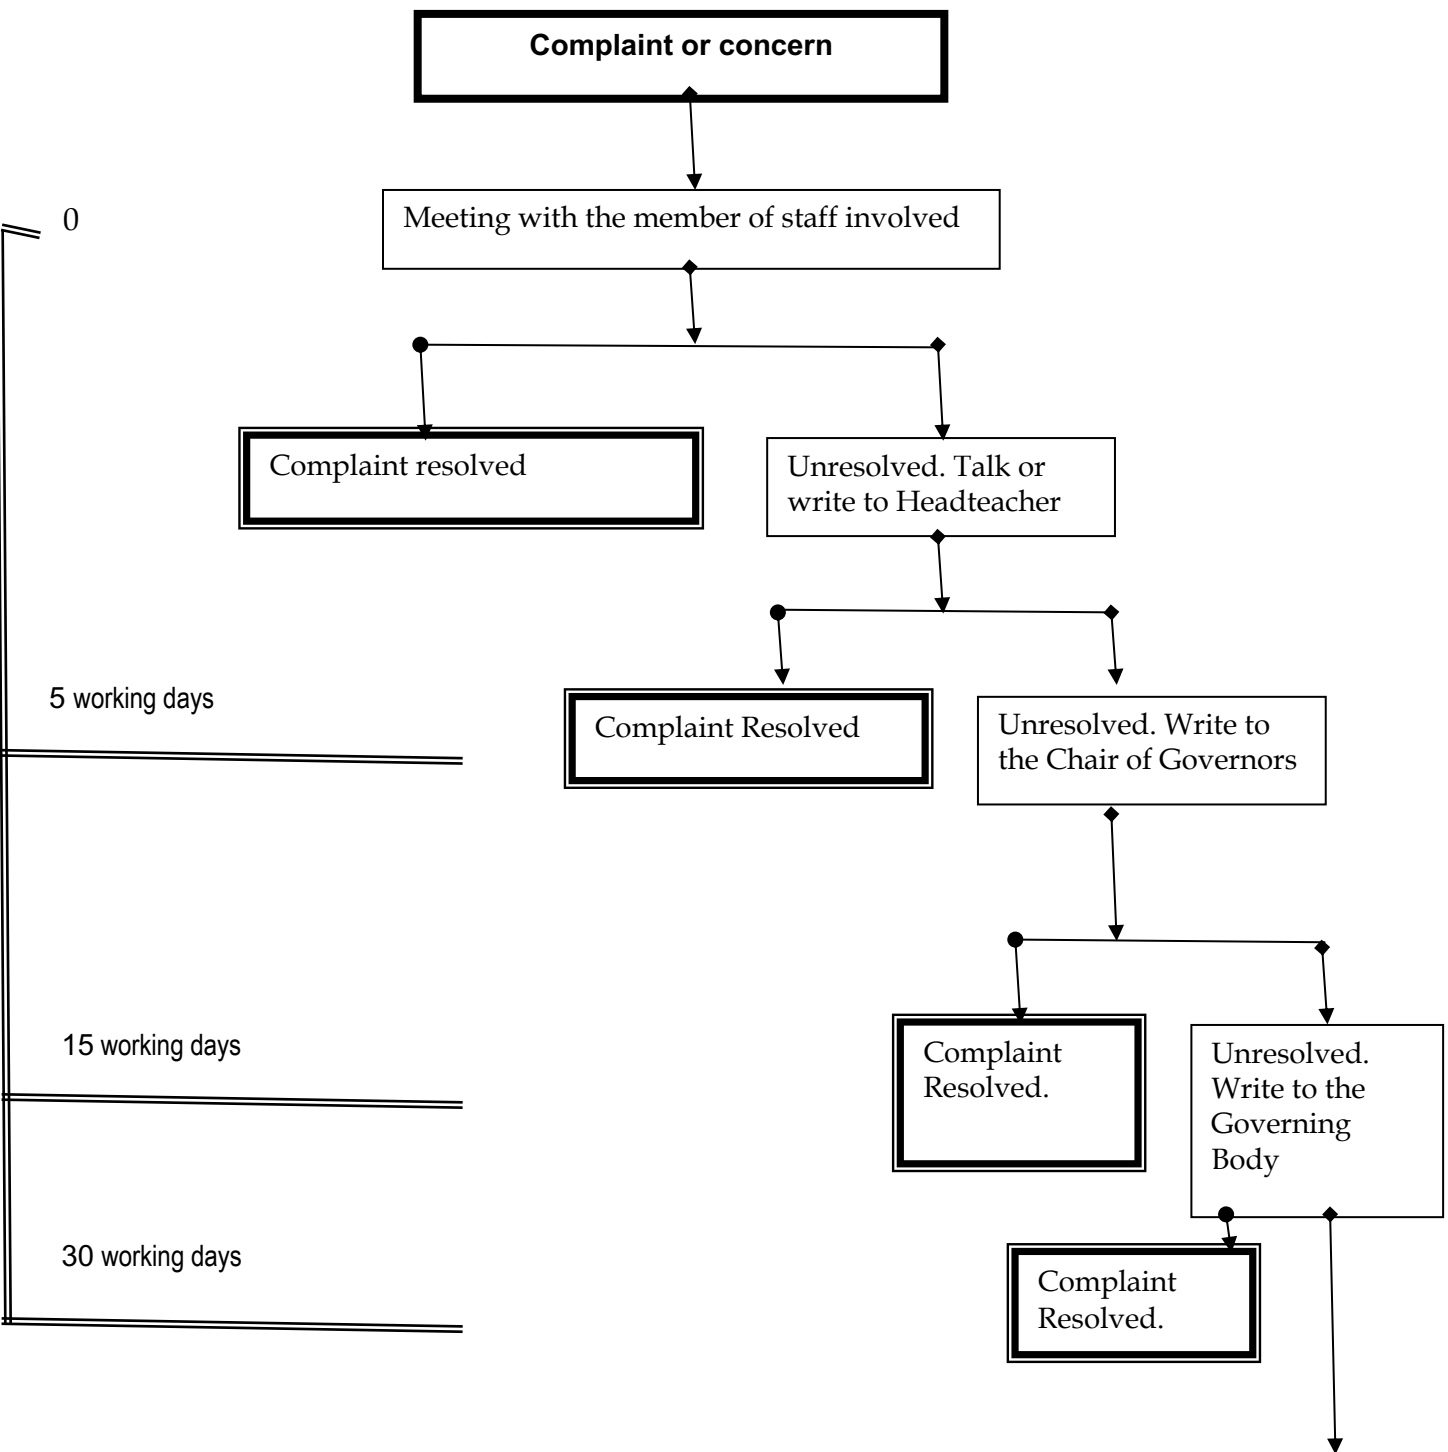 Complaint or concern
0
Meeting with the member of staff involved
Complaint resolved
Unresolved. Talk or
write to Headteacher
5 working days
Complaint Resolved
Unresolved. Write to
the Chair of Governors
15 working days
Complaint
Resolved.
Unresolved.
Write to the
Governing
Body
30 working days
Complaint
Resolved.